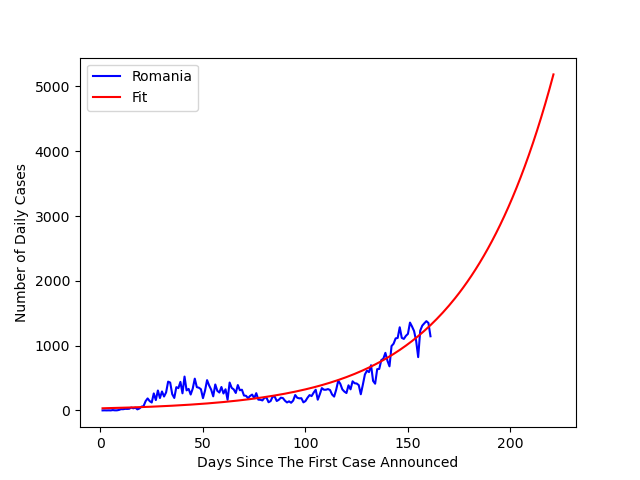 Romania
Fit
Number of Daily Cases
5000
4000
3000
2000
1000
0
0 50 100 150 200
Days Since The First Case Announced